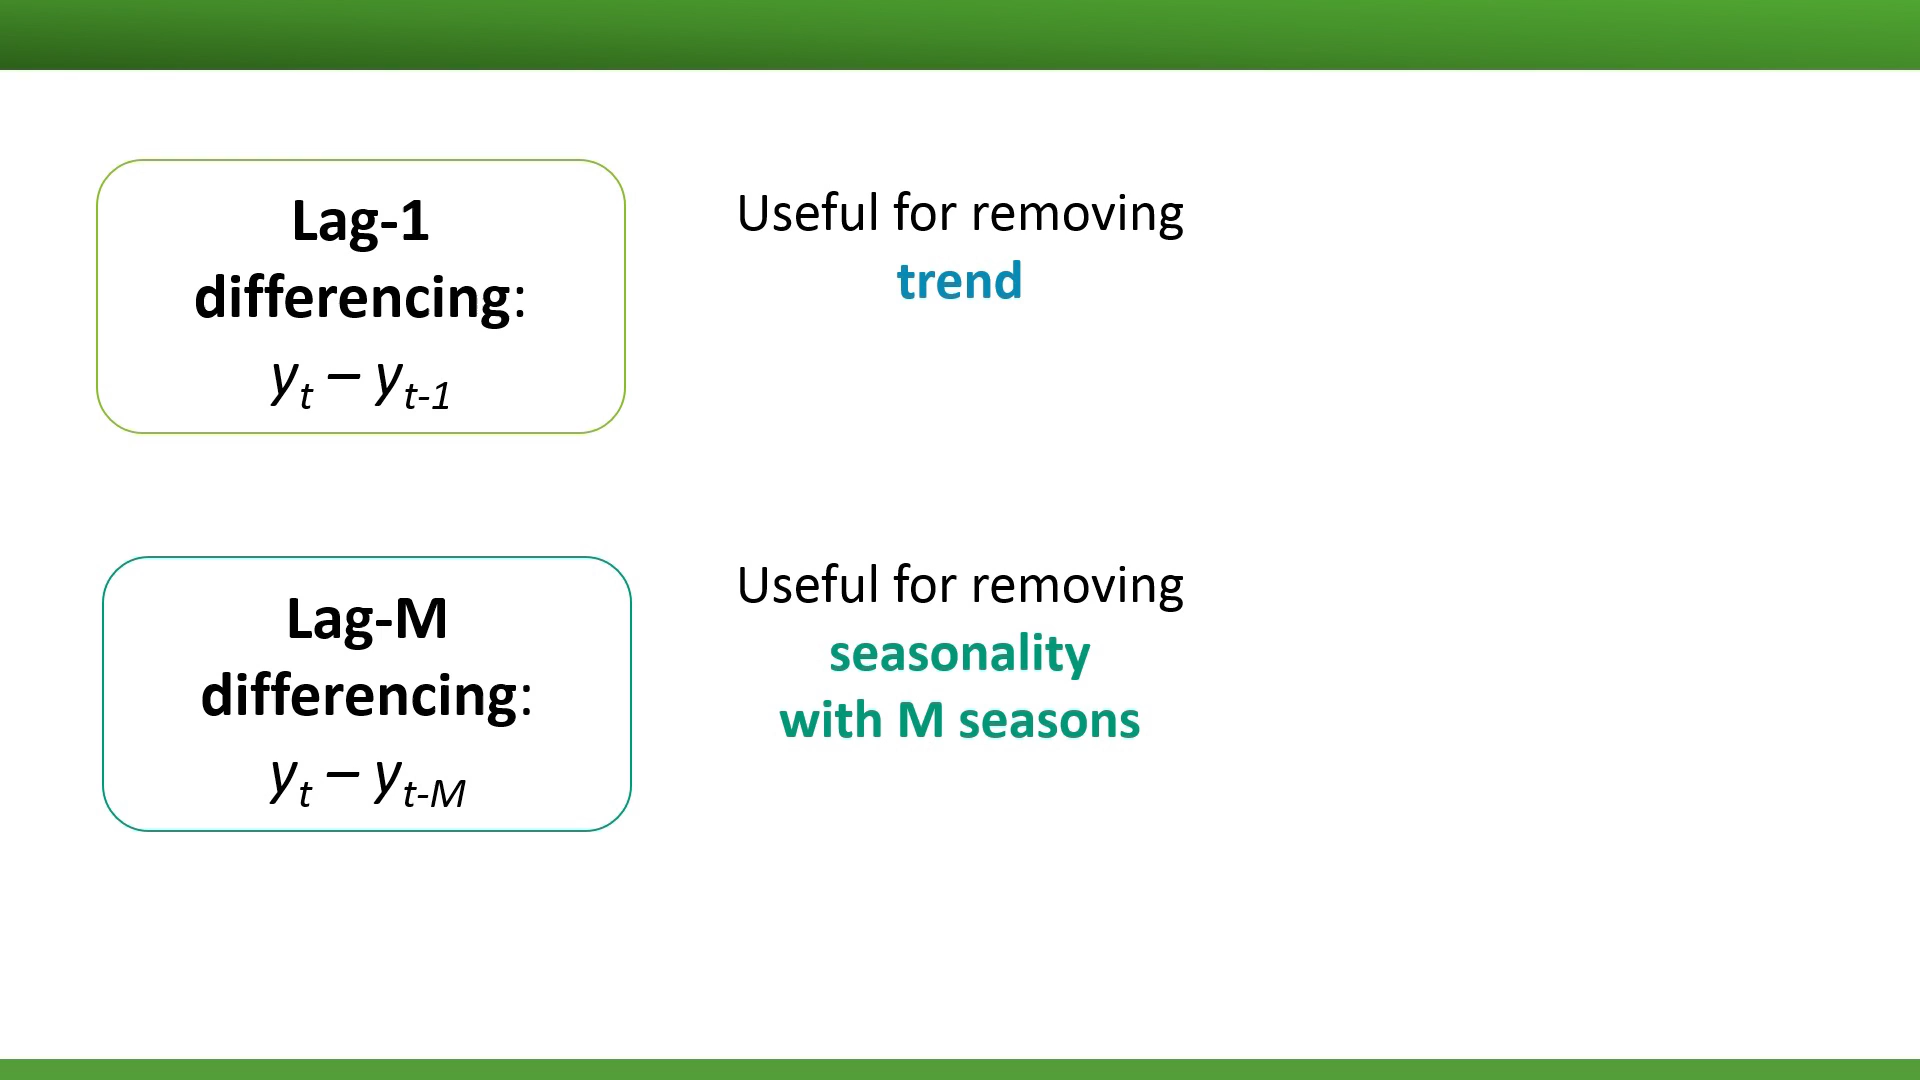 Lag-1
differencing:
yₜ – yₜ₋₁
Useful for removing
trend
Lag-M
differencing:
yₜ – y_{t-M}
Useful for removing
seasonality
with M seasons